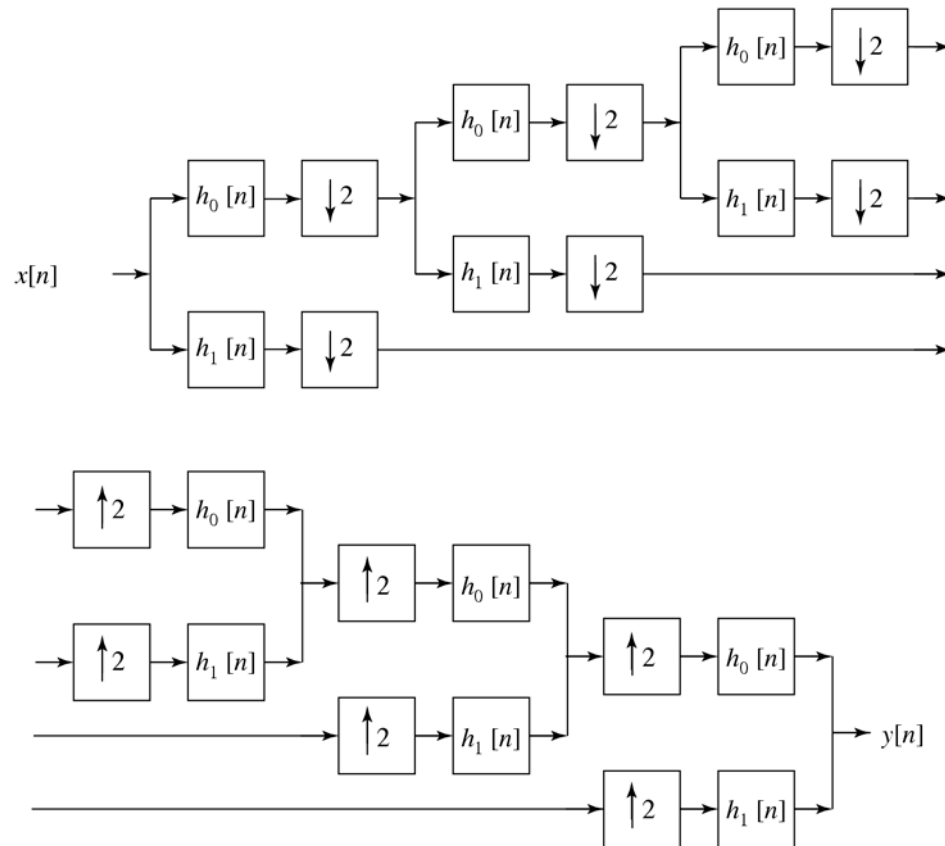 h₀ [n] ↓2
h₀ [n] ↓2
h₀ [n] ↓2 h₁ [n] ↓2
x[n] h₁ [n] ↓2
h₁ [n] ↓2
↑2 h₀ [n]
↑2 h₀ [n]
↑2 h₁ [n] ↑2 h₀ [n]
↑2 h₁ [n] y[n]
↑2 h₁ [n]